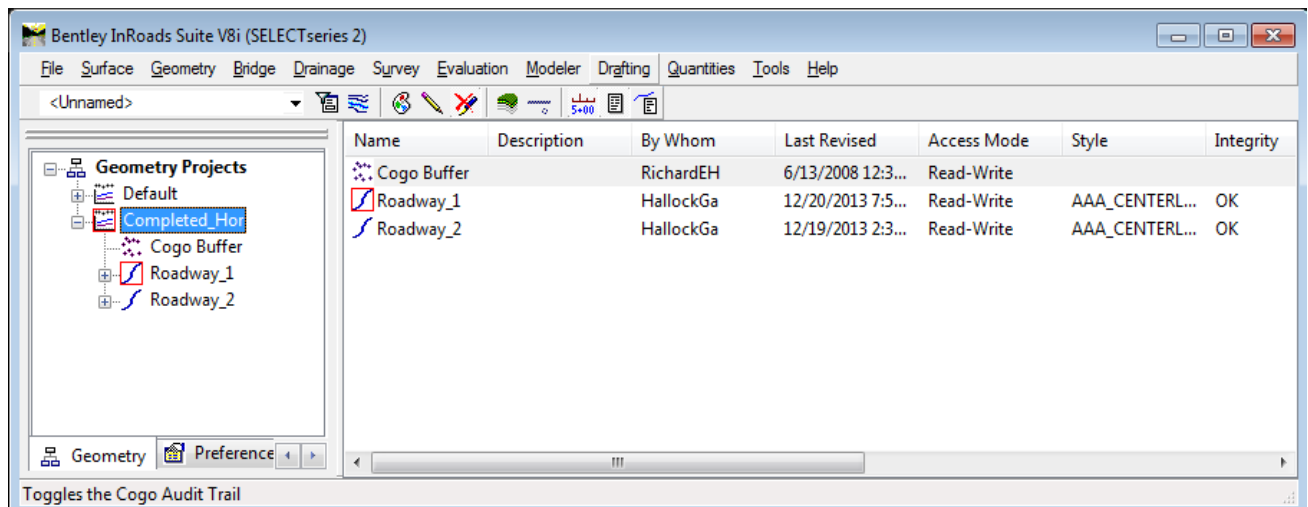 Bentley InRoads Suite V8i (SELECTseries 2)
File Surface Geometry Bridge Drainage Survey Evaluation Modeler Drafting Quantities Tools Help
<Unnamed>
5+00
Geometry Projects
Default
Completed_Hor
Cogo Buffer
Roadway_1
Roadway_2
Geometry Preference
Name Description By Whom Last Revised Access Mode Style Integrity
Cogo Buffer RichardEH 6/13/2008 12:3... Read-Write
Roadway_1 HallockGa 12/20/2013 7:5... Read-Write AAA_CENTERL... OK
Roadway_2 HallockGa 12/19/2013 2:3... Read-Write AAA_CENTERL... OK
Toggles the Cogo Audit Trail